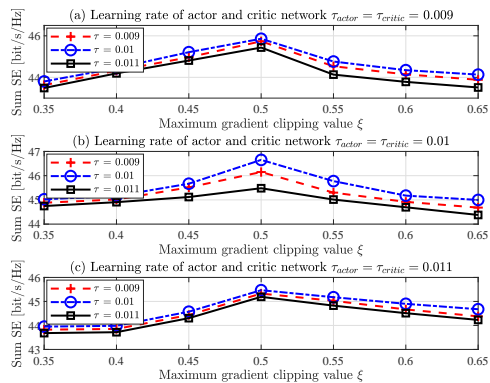 (a) Learning rate of actor and critic network τ_actor = τ_critic = 0.009
Sum SE [bit/s/Hz]
46
44
τ = 0.009
τ = 0.01
τ = 0.011
0.35 0.4 0.45 0.5 0.55 0.6 0.65
Maximum gradient clipping value ξ
(b) Learning rate of actor and critic network τ_actor = τ_critic = 0.01
Sum SE [bit/s/Hz]
47
46
45
44
τ = 0.009
τ = 0.01
τ = 0.011
0.35 0.4 0.45 0.5 0.55 0.6 0.65
Maximum gradient clipping value ξ
(c) Learning rate of actor and critic network τ_actor = τ_critic = 0.011
Sum SE [bit/s/Hz]
46
45
44
43
τ = 0.009
τ = 0.01
τ = 0.011
0.35 0.4 0.45 0.5 0.55 0.6 0.65
Maximum gradient clipping value ξ